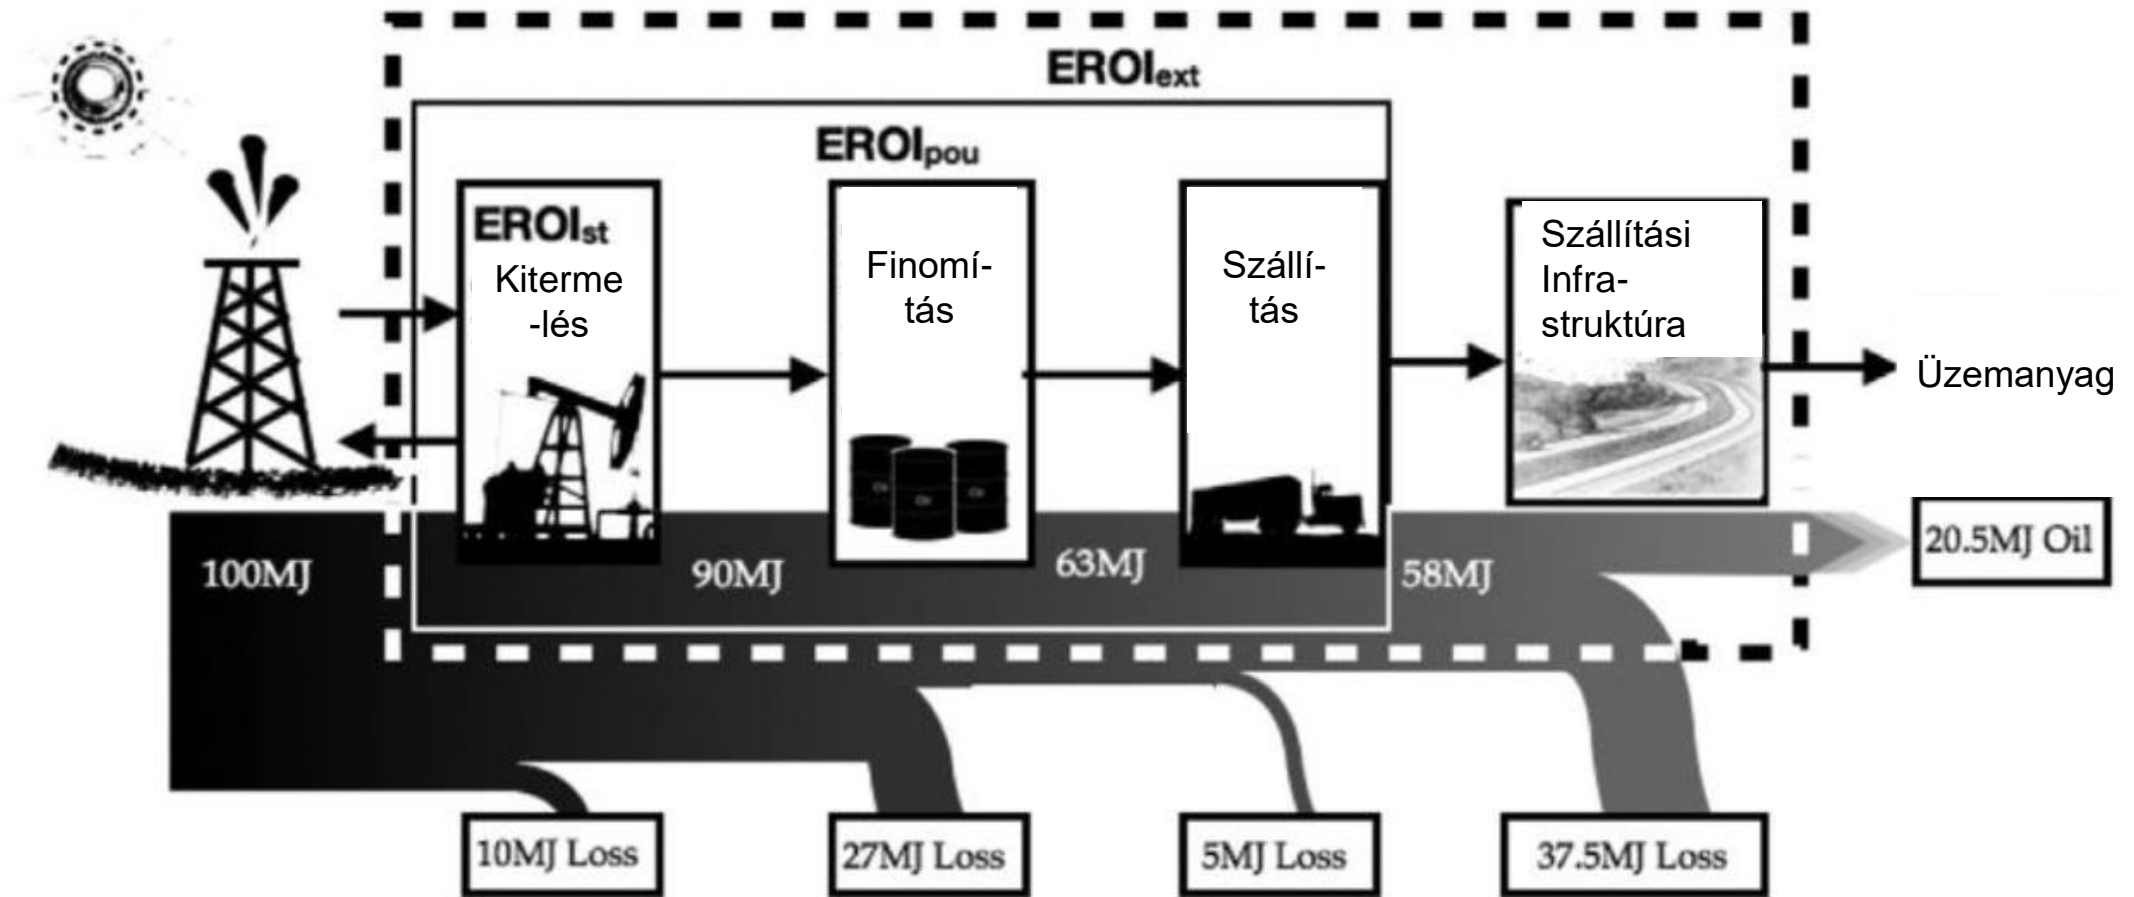 EROIext
EROIpou
EROIst
Kiterme
-lés
Finomí-
tás
Szállí-
tás
Szállítási
Infra-
struktúra
Üzemanyag
100MJ
90MJ
63MJ
58MJ
20.5MJ Oil
10MJ Loss
27MJ Loss
5MJ Loss
37.5MJ Loss